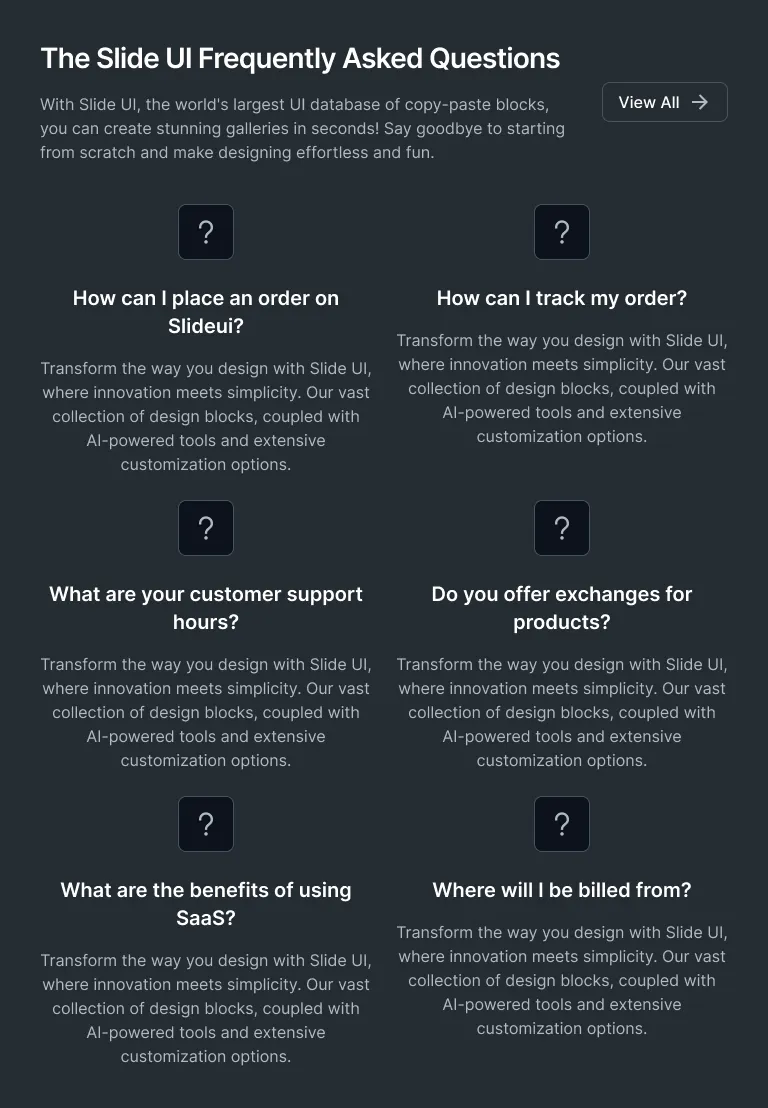 The Slide UI Frequently Asked Questions
With Slide UI, the world's largest UI database of copy-paste blocks,
you can create stunning galleries in seconds! Say goodbye to starting
from scratch and make designing effortless and fun.
View All
?
How can I place an order on
Slideui?
Transform the way you design with Slide UI,
where innovation meets simplicity. Our vast
collection of design blocks, coupled with
AI-powered tools and extensive
customization options.
?
How can I track my order?
Transform the way you design with Slide UI,
where innovation meets simplicity. Our vast
collection of design blocks, coupled with
AI-powered tools and extensive
customization options.
?
What are your customer support
hours?
Transform the way you design with Slide UI,
where innovation meets simplicity. Our vast
collection of design blocks, coupled with
AI-powered tools and extensive
customization options.
?
Do you offer exchanges for
products?
Transform the way you design with Slide UI,
where innovation meets simplicity. Our vast
collection of design blocks, coupled with
AI-powered tools and extensive
customization options.
?
What are the benefits of using
SaaS?
Transform the way you design with Slide UI,
where innovation meets simplicity. Our vast
collection of design blocks, coupled with
AI-powered tools and extensive
customization options.
?
Where will I be billed from?
Transform the way you design with Slide UI,
where innovation meets simplicity. Our vast
collection of design blocks, coupled with
AI-powered tools and extensive
customization options.